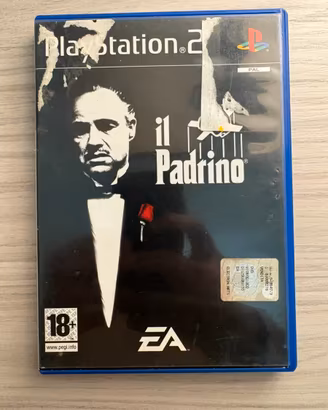 PlayStation®2
PAL
il
Padrino®
18+
www.pegi.info
EA